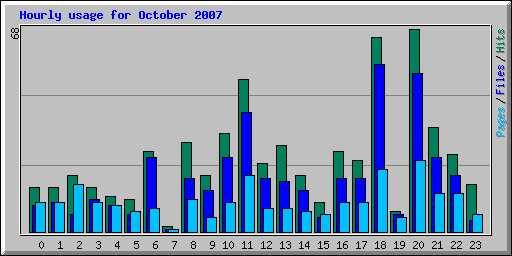 Hourly usage for October 2007
68
Pages / Files / Hits
0 1 2 3 4 5 6 7 8 9 10 11 12 13 14 15 16 17 18 19 20 21 22 23